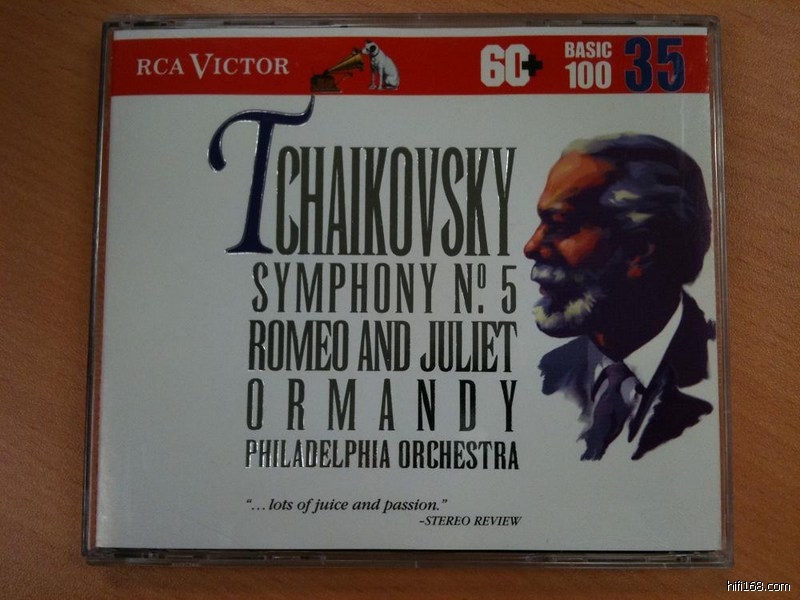 RCA VICTOR
60+
BASIC
100
35
TCHAIKOVSKY
SYMPHONY Nº. 5
ROMEO AND JULIET
ORMANDY
PHILADELPHIA ORCHESTRA
“...lots of juice and passion.”
-STEREO REVIEW
hifi168.com